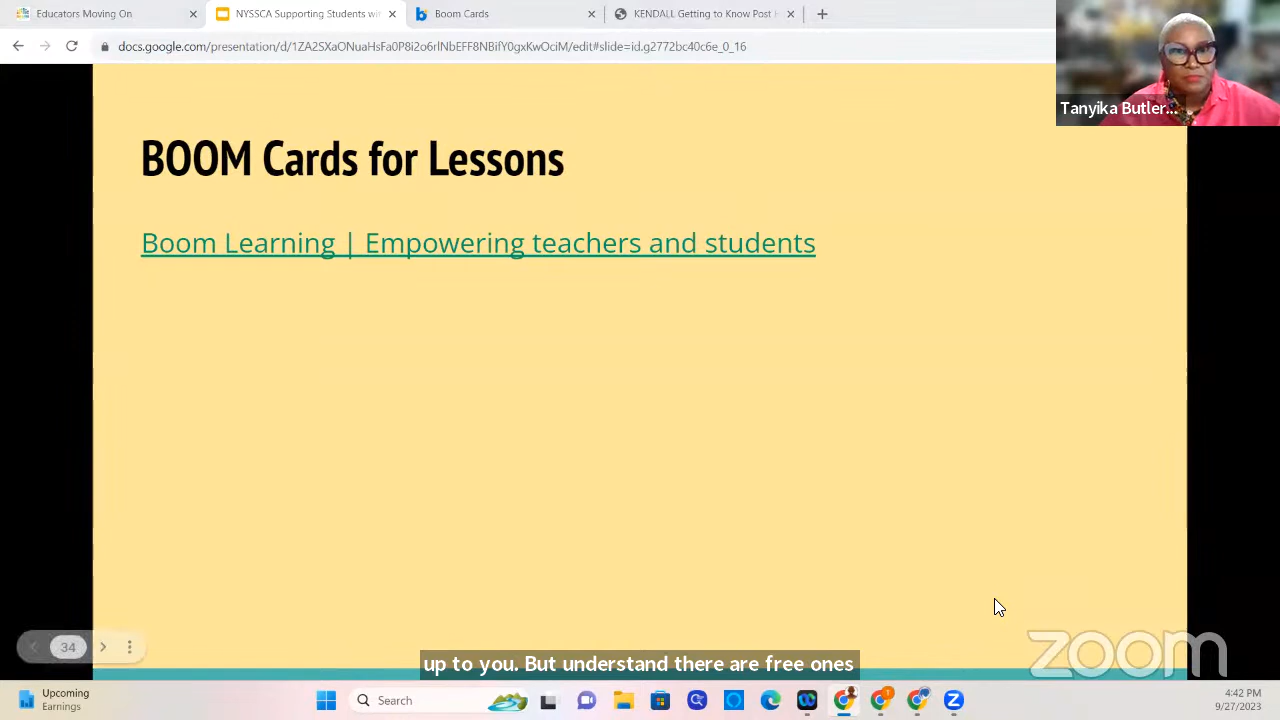 Educators Moving On
NYSSCA Supporting Students wi
Boom Cards
KENDALL Getting to Know Post H
docs.google.com/presentation/d/1ZA2SXaONuaHsFa0P8i2o6rlNbEFF8NBifY0gxKwOciM/edit#slide=id.g2772bc40c6e_0_16
Tanyika Butler...
BOOM Cards for Lessons
Boom Learning | Empowering teachers and students
34
zoom
up to you. But understand there are free ones
Upcoming
Earnings
Search
1
4:42 PM
9/27/2023